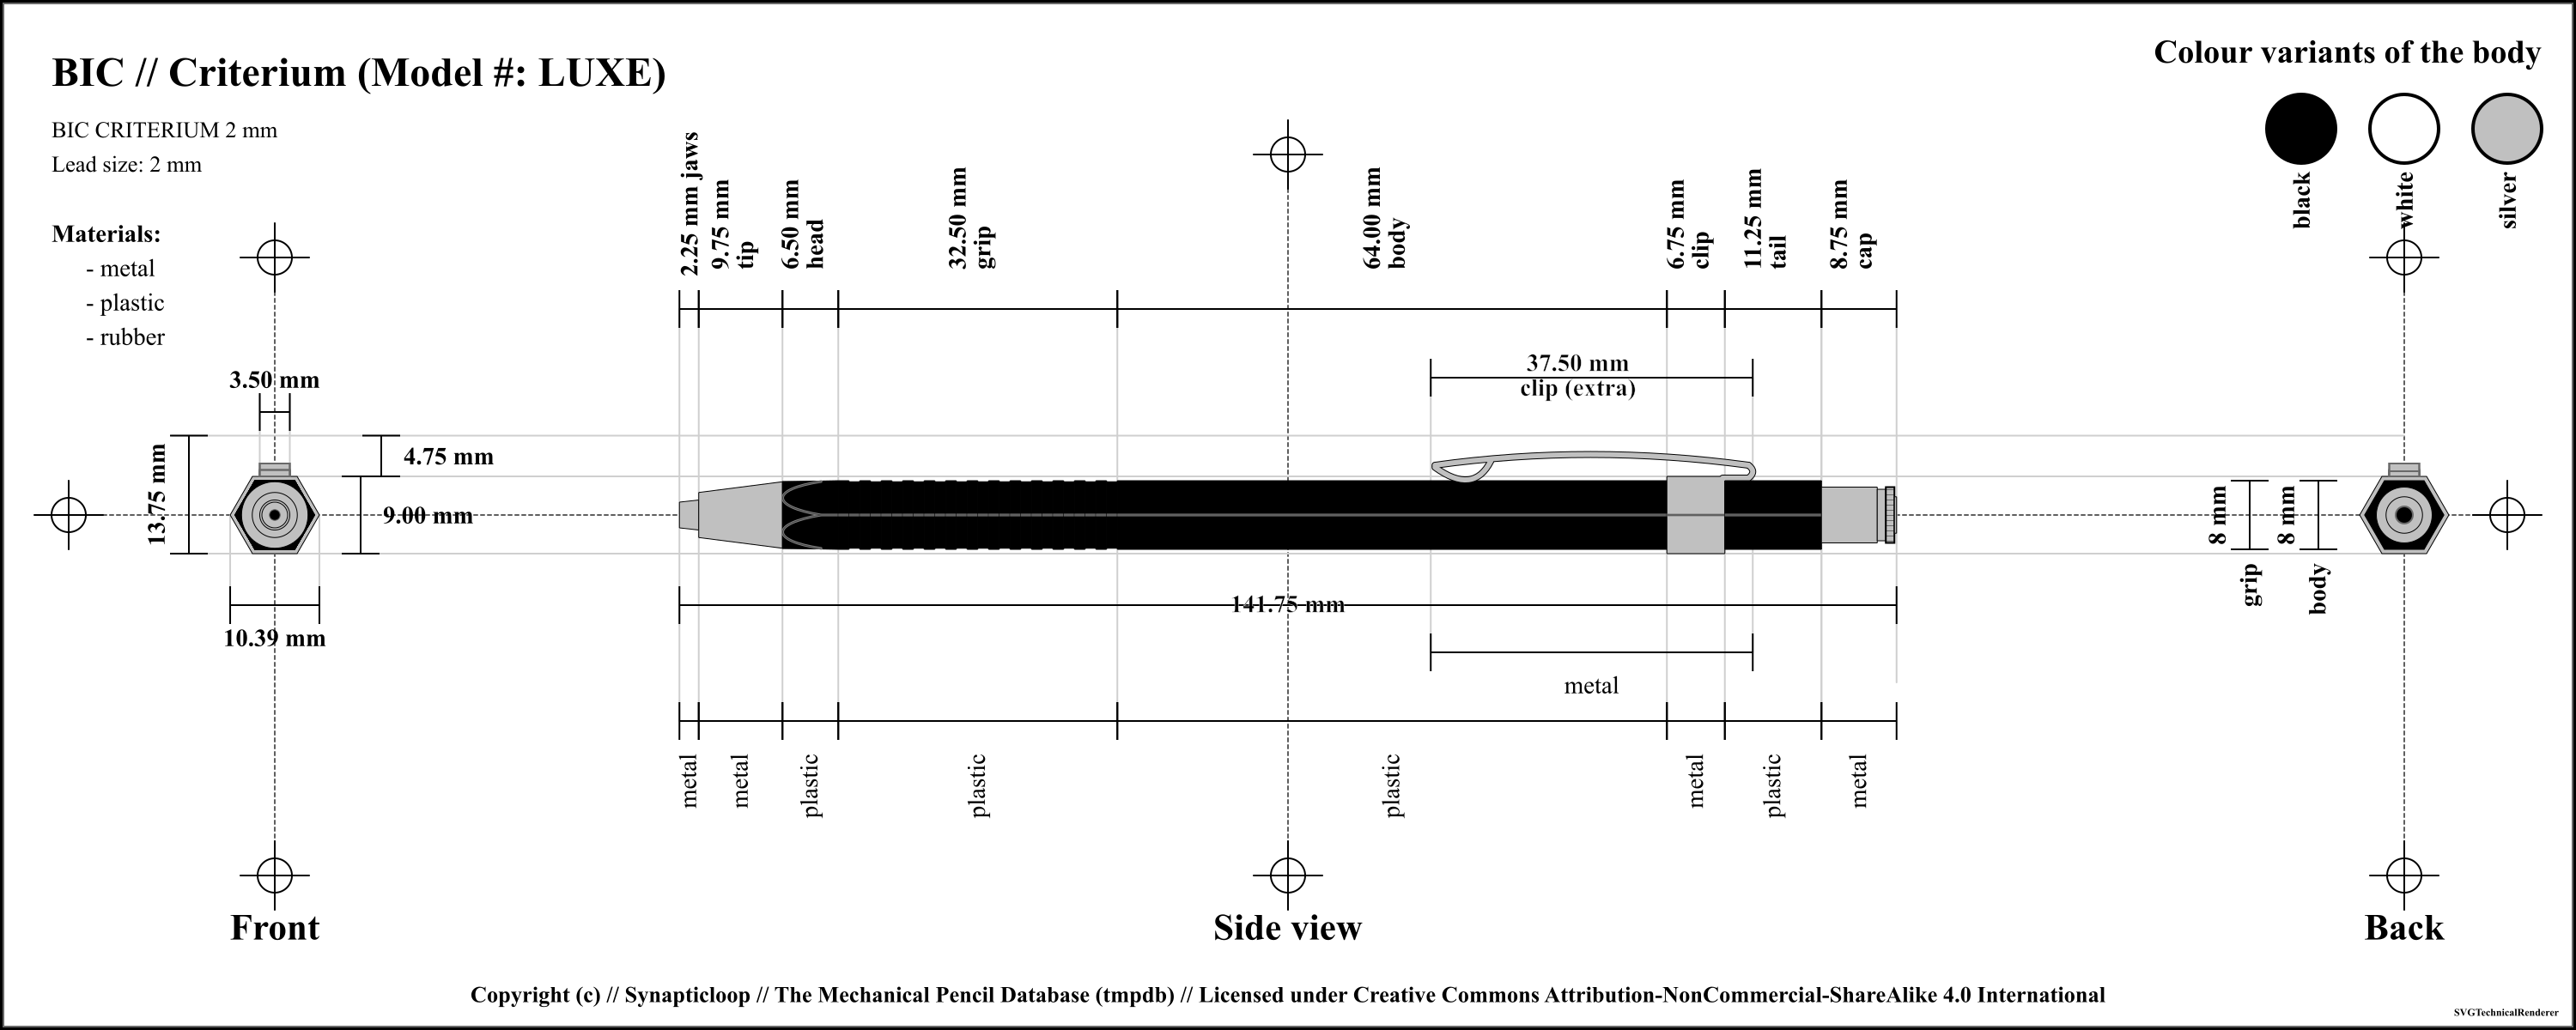 BIC // Criterium (Model #: LUXE)
BIC CRITERIUM 2 mm
Lead size: 2 mm
Materials:
- metal
- plastic
- rubber
Colour variants of the body
black
white
silver
2.25 mm jaws
9.75 mm
tip
6.50 mm
head
32.50 mm
grip
64.00 mm
body
6.75 mm
clip
11.25 mm
tail
8.75 mm
cap
37.50 mm
clip (extra)
3.50 mm
13.75 mm
4.75 mm
9.00 mm
10.39 mm
141.75 mm
8 mm
grip
8 mm
body
metal
metal
metal
plastic
plastic
plastic
metal
plastic
metal
Front
Side view
Back
Copyright (c) // Synapticloop // The Mechanical Pencil Database (tmpdb) // Licensed under Creative Commons Attribution-NonCommercial-ShareAlike 4.0 International
SVGTechnicalRenderer